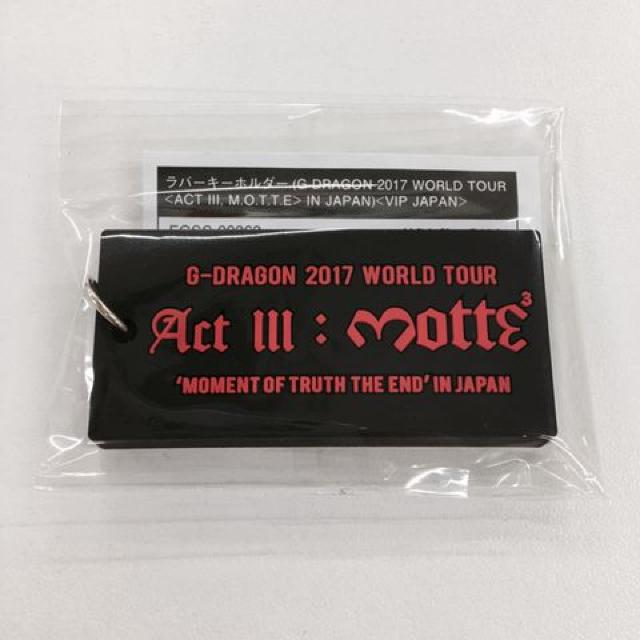 ラバーキーホルダー (G-DRAGON 2017 WORLD TOUR
<ACT III, M.O.T.T.E> IN JAPAN)<VIP JAPAN>
G-DRAGON 2017 WORLD TOUR
Act III : Motte3
'MOMENT OF TRUTH THE END' IN JAPAN